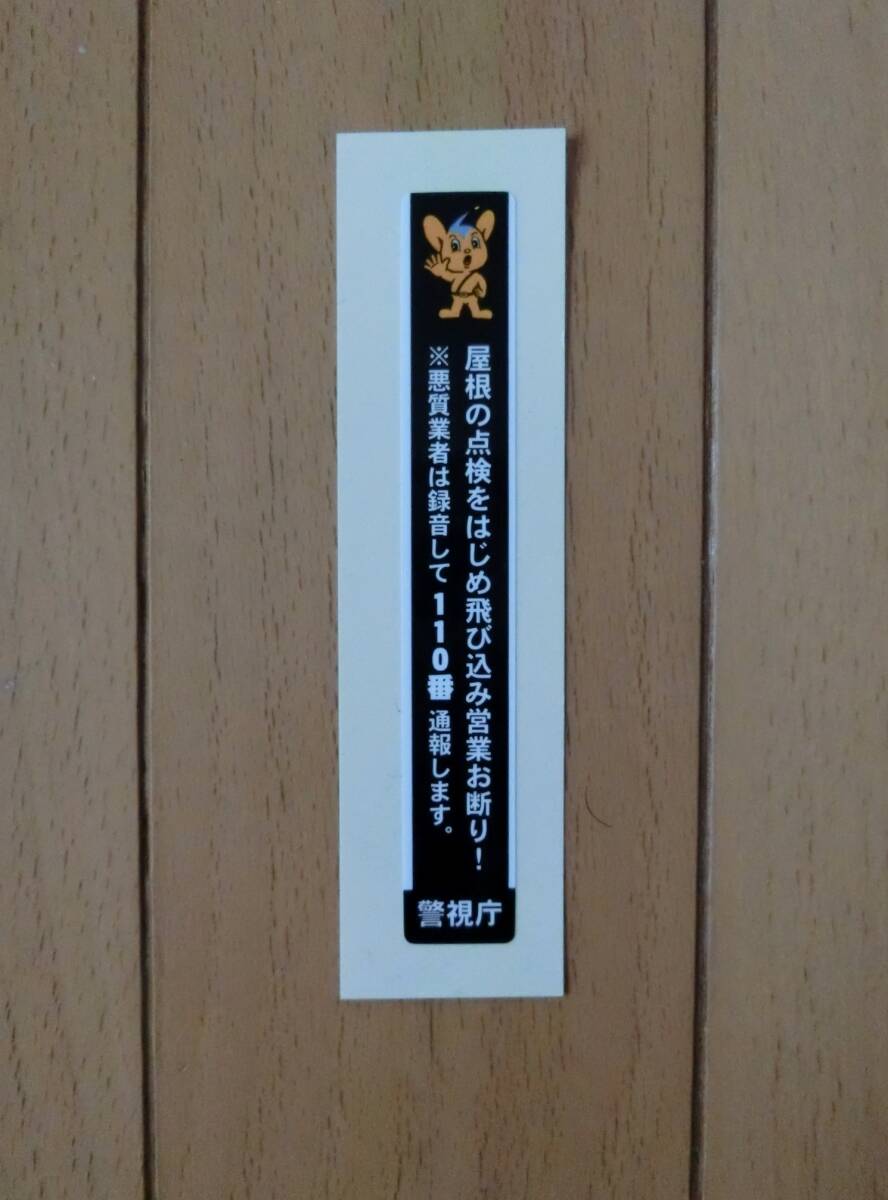 屋根の点検をはじめ飛び込み営業お断り！
※悪質業者は録音して110番通報します。
警視庁